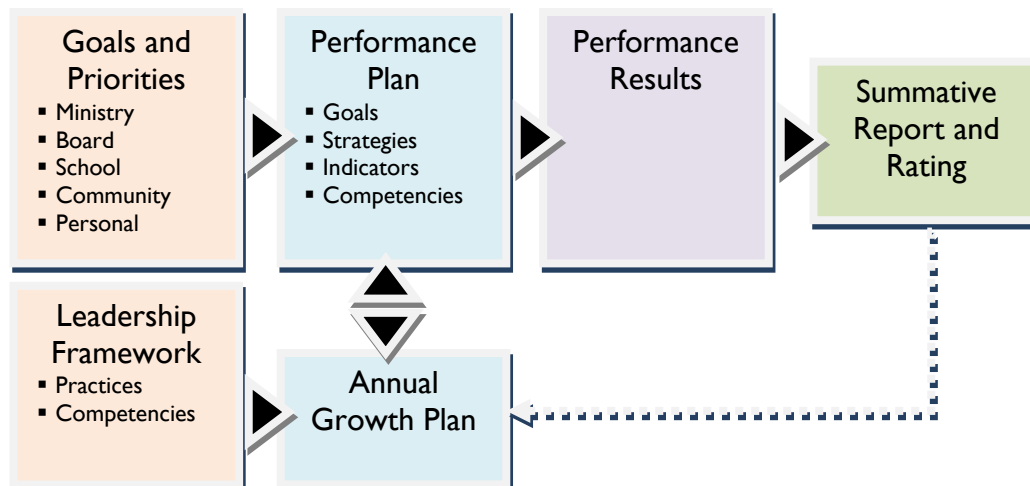 Goals and
Priorities
▪ Ministry
▪ Board
▪ School
▪ Community
▪ Personal
Performance
Plan
▪ Goals
▪ Strategies
▪ Indicators
▪ Competencies
Performance
Results
Summative
Report and
Rating
Leadership
Framework
▪ Practices
▪ Competencies
Annual
Growth Plan